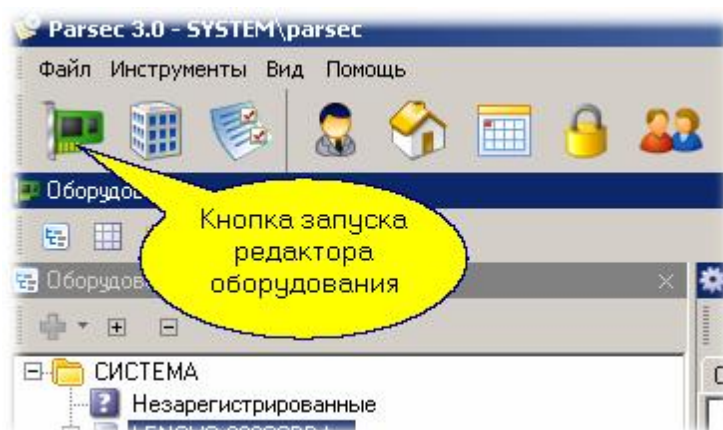 Parsec 3.0 - SYSTEM\parsec
Файл Инструменты Вид Помощь
Кнопка запуска
редактора
оборудования
СИСТЕМА
Незарегистрированные